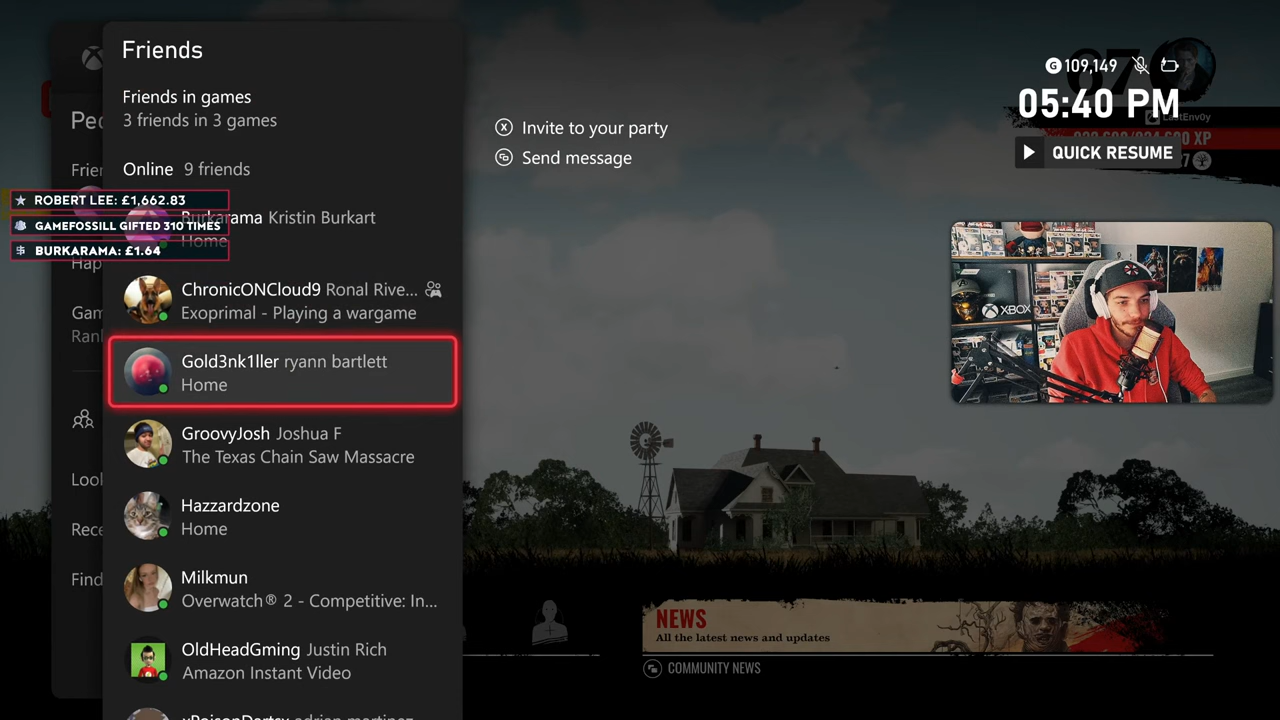 Friends
Friends in games
3 friends in 3 games
Online 9 friends
Burkarama Kristin Burkart
Home
ChronicONCloud9 Ronal Rive...
Exoprimal - Playing a wargame
Gold3nk1ller ryann bartlett
Home
GroovyJosh Joshua F
The Texas Chain Saw Massacre
Hazzardzone
Home
Milkmun
Overwatch® 2 - Competitive: In...
OldHeadGming Justin Rich
Amazon Instant Video
ROBERT LEE: £1,662.83
GAMEFOSSILL GIFTED 310 TIMES
BURKARAMA: £1.64
Invite to your party
Send message
G 109,149
05:40 PM
QUICK RESUME
LastEnv0y
XBOX
NEWS
All the latest news and updates
COMMUNITY NEWS